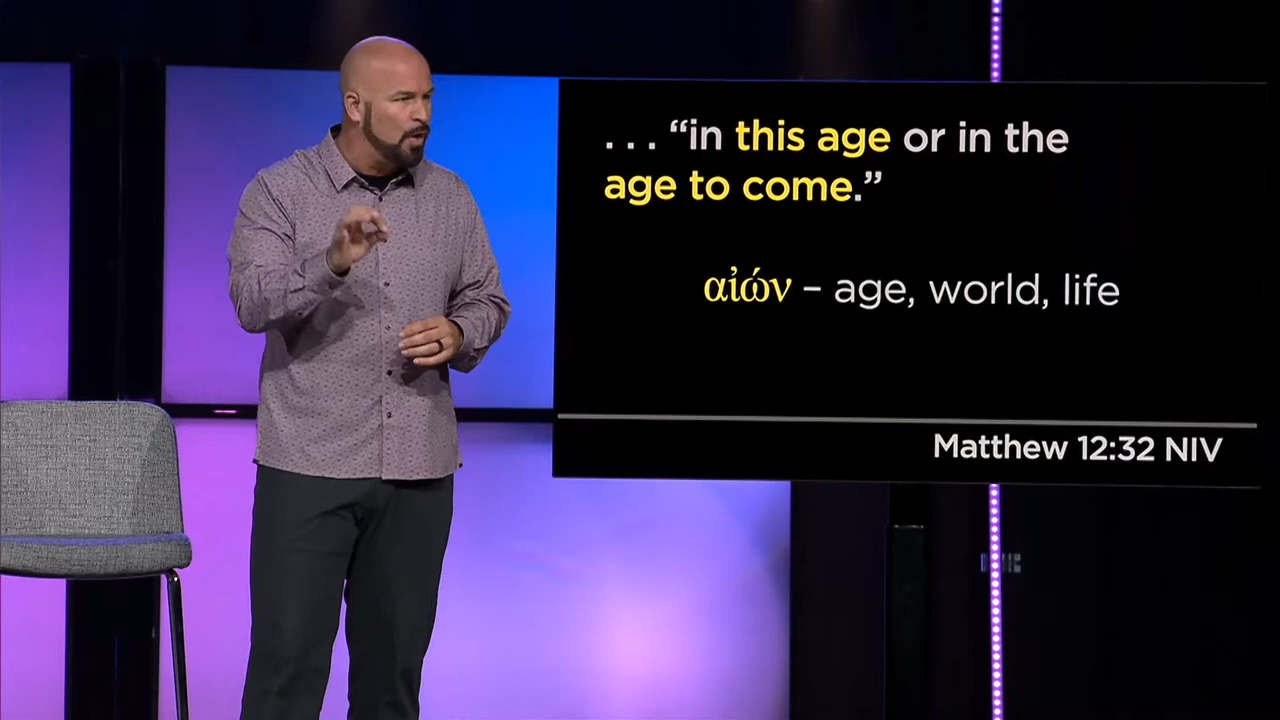 . . . “in this age or in the
age to come.”
αἰών – age, world, life
Matthew 12:32 NIV